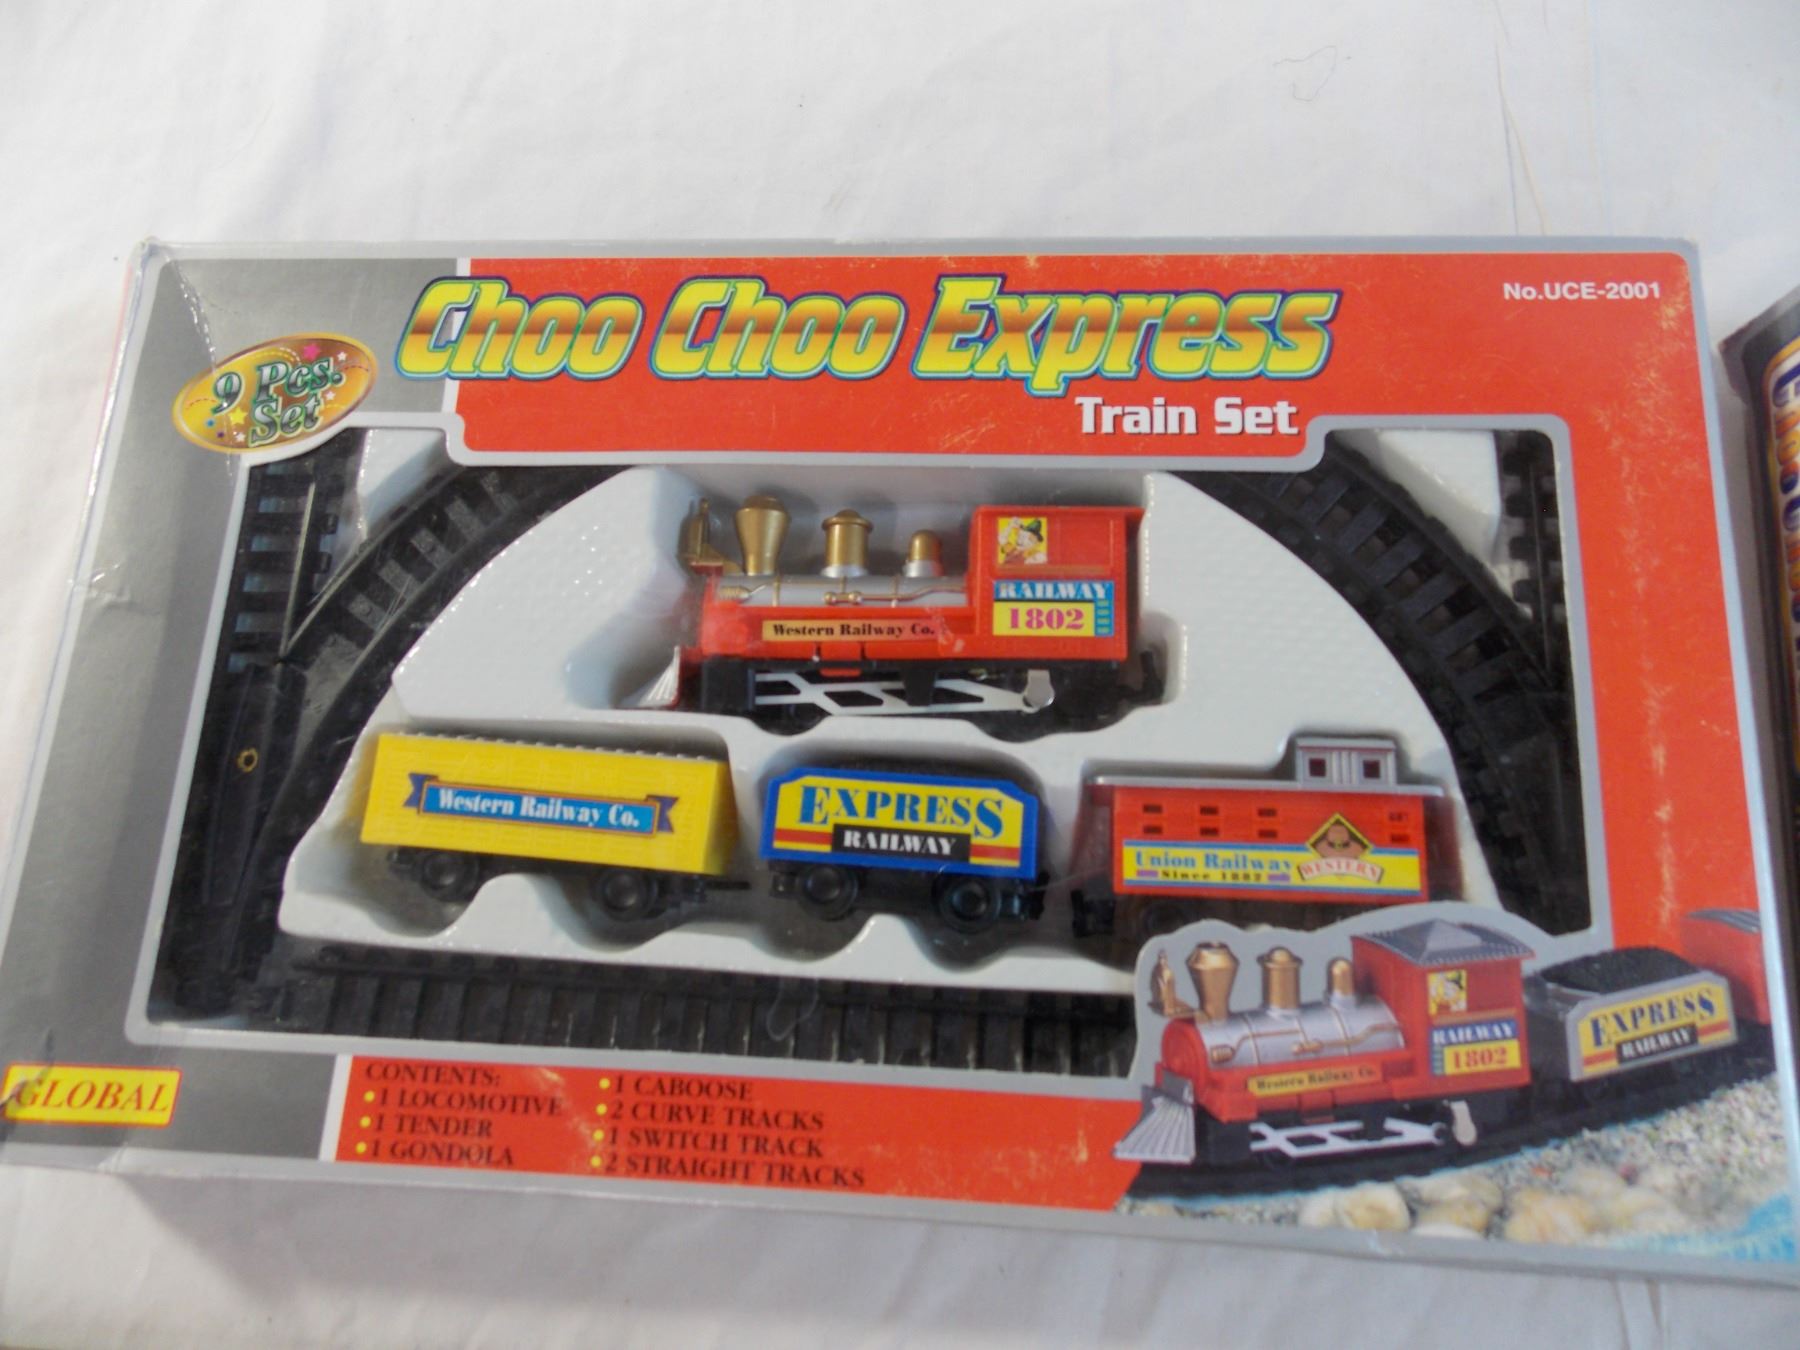 Choo Choo Express
Train Set
No.UCE-2001
9 Pcs.
Set
RAILWAY
1802
Western Railway Co.
Western Railway Co.
EXPRESS
RAILWAY
Union Railway
Since 1882
WESTERN
RAILWAY
1802
Western Railway Co.
EXPRESS
RAILWAY
GLOBAL
CONTENTS:
• 1 LOCOMOTIVE
• 1 TENDER
• 1 GONDOLA
• 1 CABOOSE
• 2 CURVE TRACKS
• 1 SWITCH TRACK
• 2 STRAIGHT TRACKS